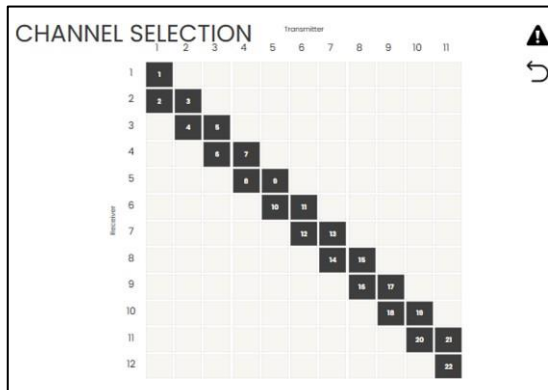 CHANNEL SELECTION
Transmitter
1 2 3 4 5 6 7 8 9 10 11
Receiver
1 1
2 2 3
3 4 5
4 6 7
5 8 9
6 10 11
7 12 13
8 14 15
9 16 17
10 18 19
11 20 21
12 22